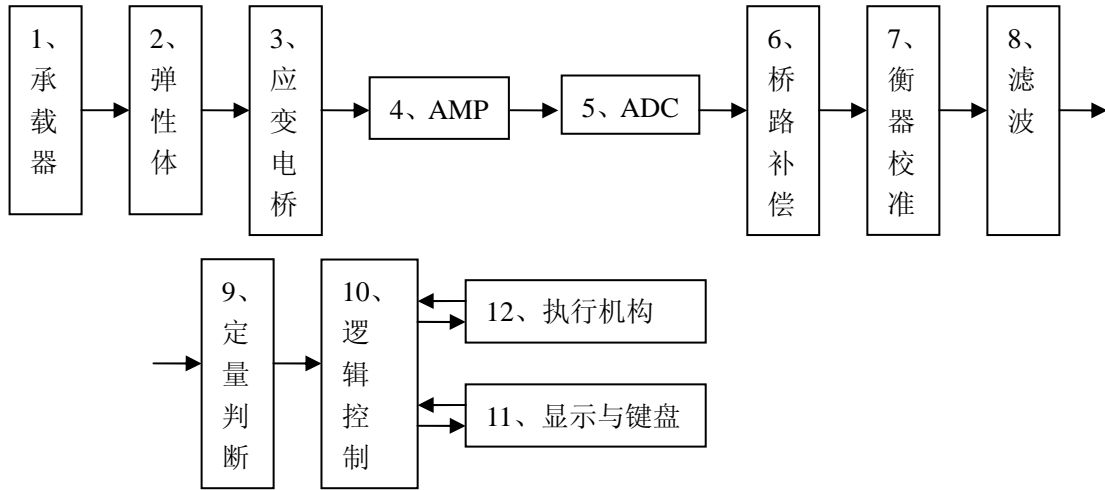 1、承载器
2、弹性体
3、应变电桥
4、AMP
5、ADC
6、桥路补偿
7、衡器校准
8、滤波
9、定量判断
10、逻辑控制
12、执行机构
11、显示与键盘